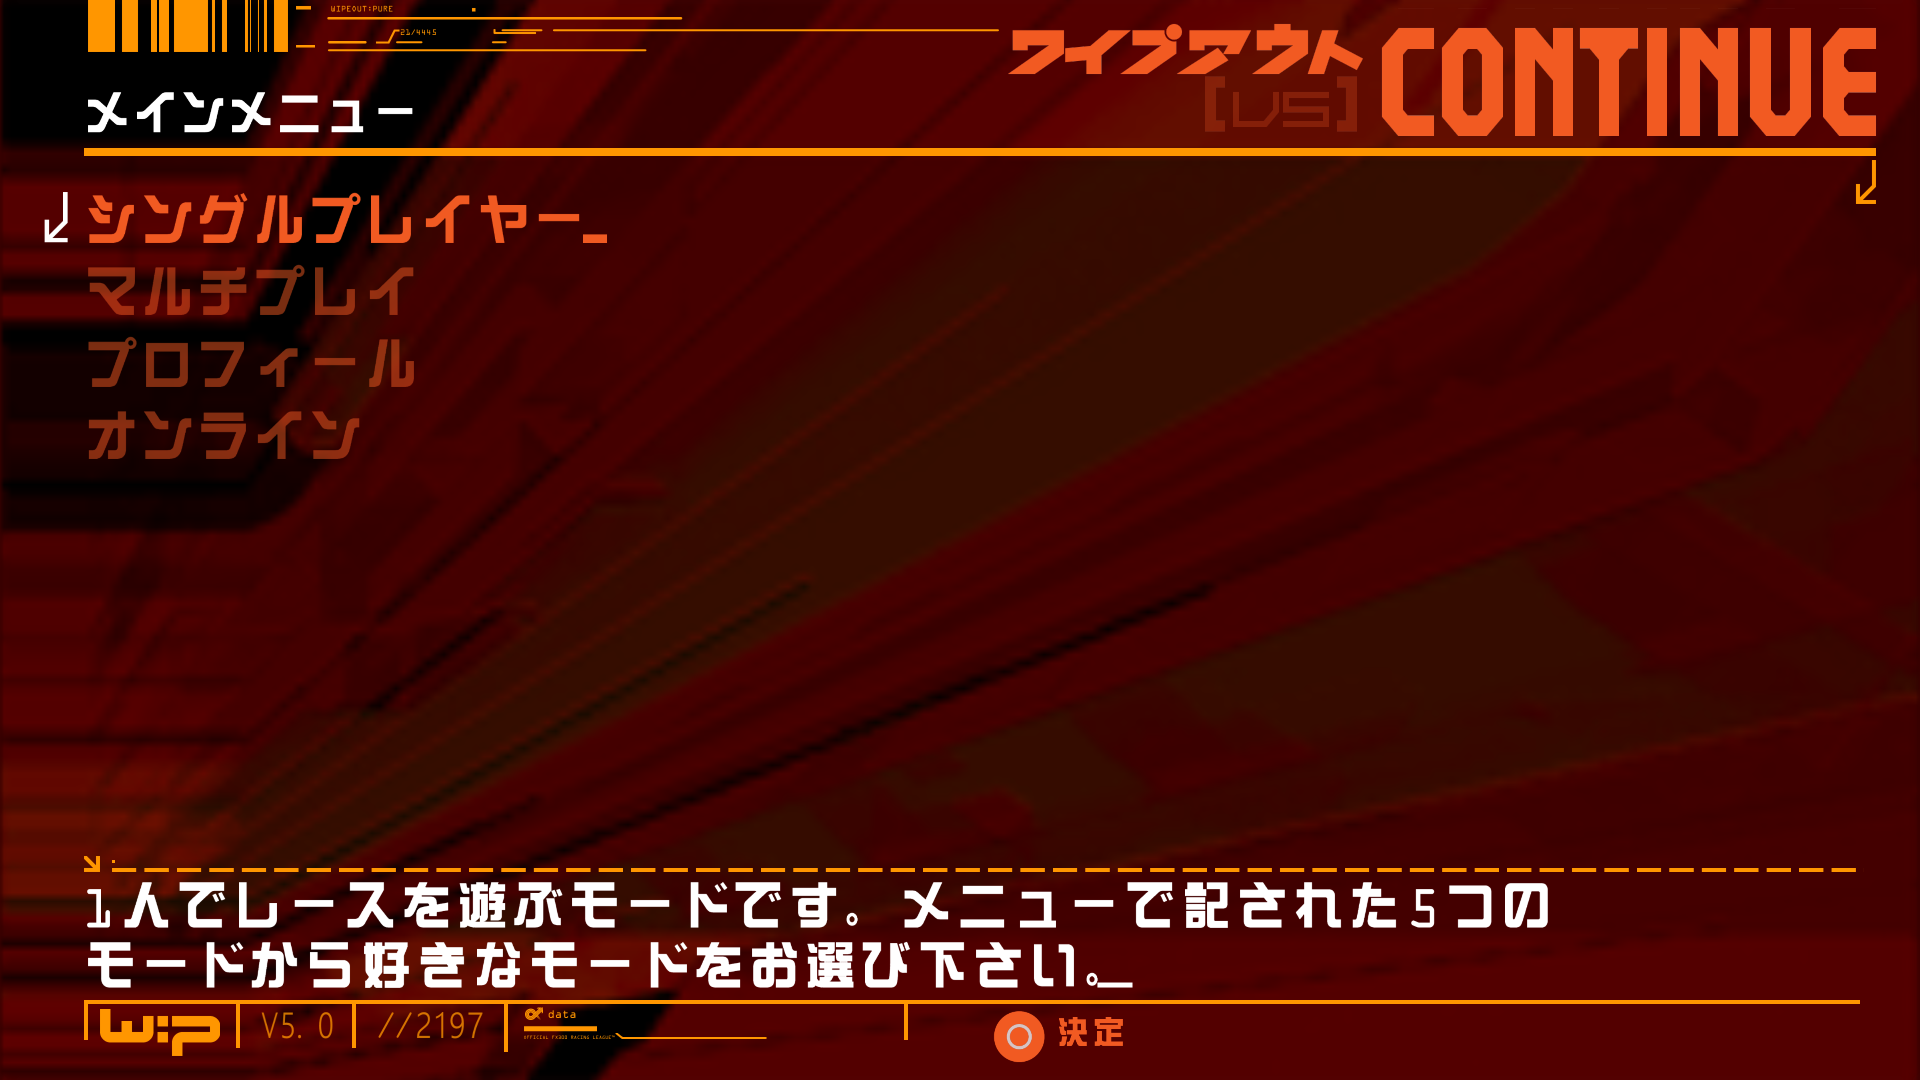 WIPEOUT:PURE
21/4445
ワイプアウト
[VS]
CONTINUE
メインメニュー
シングルプレイヤー_
マルチプレイ
プロフィール
オンライン
1人でレースを遊ぶモードです。メニューで記された5つの
モードから好きなモードをお選び下さい。_
wip
V5.0
//2197
data
OFFICIAL FX300 RACING LEAGUE™
決定